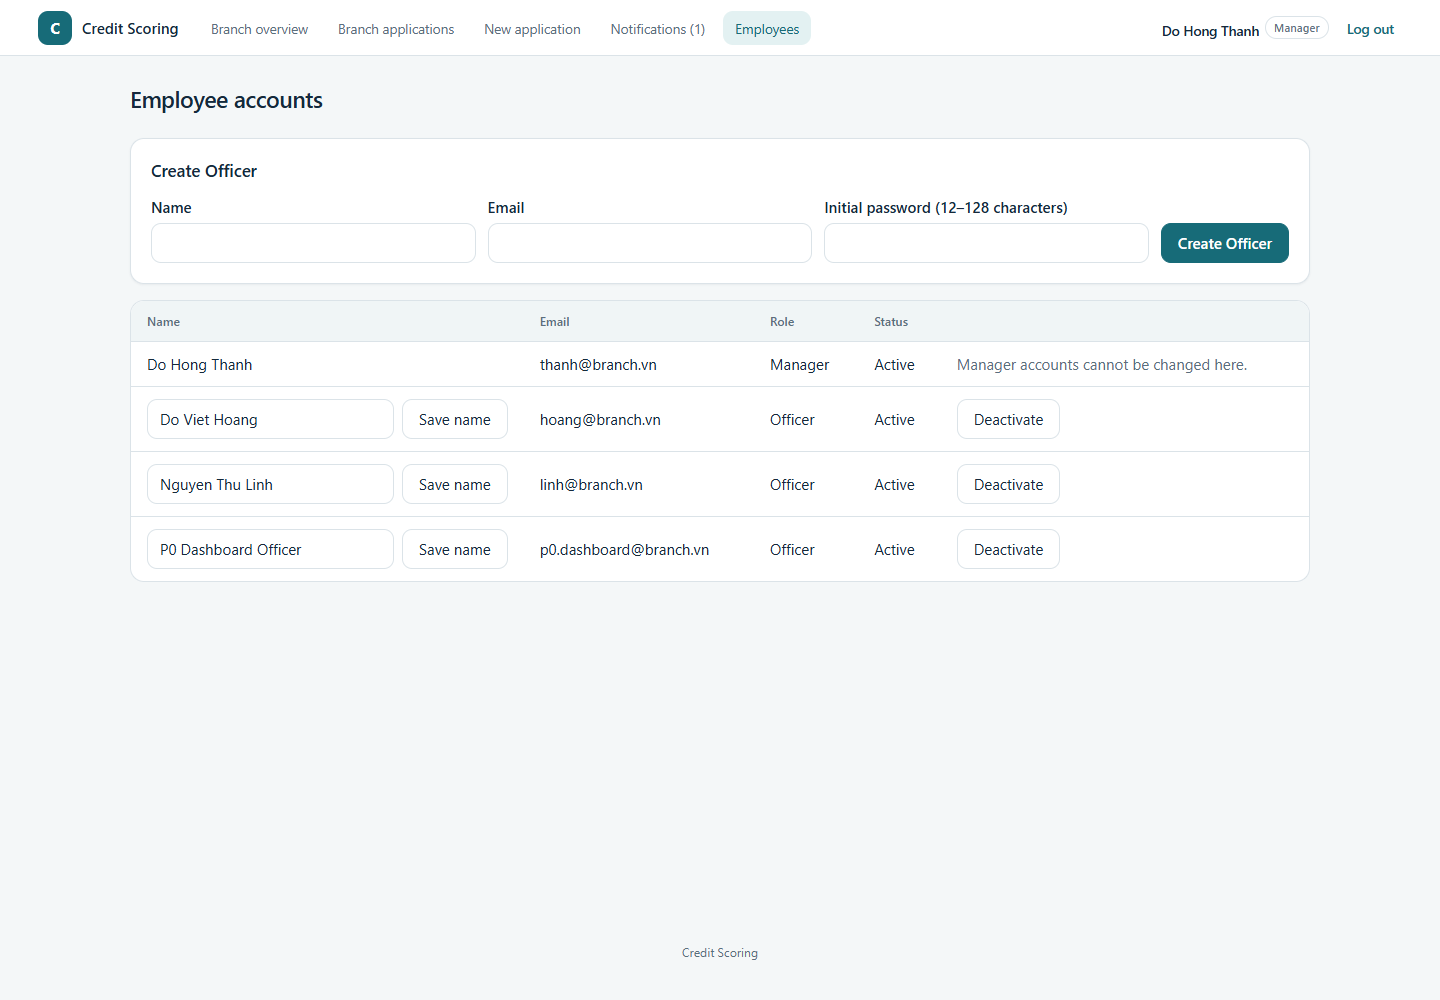 C Credit Scoring Branch overview Branch applications New application Notifications (1) Employees Do Hong Thanh Manager Log out
Employee accounts
Create Officer
Name Email Initial password (12–128 characters)
Create Officer
Name Email Role Status
Do Hong Thanh thanh@branch.vn Manager Active Manager accounts cannot be changed here.
Do Viet Hoang Save name hoang@branch.vn Officer Active Deactivate
Nguyen Thu Linh Save name linh@branch.vn Officer Active Deactivate
P0 Dashboard Officer Save name p0.dashboard@branch.vn Officer Active Deactivate
Credit Scoring